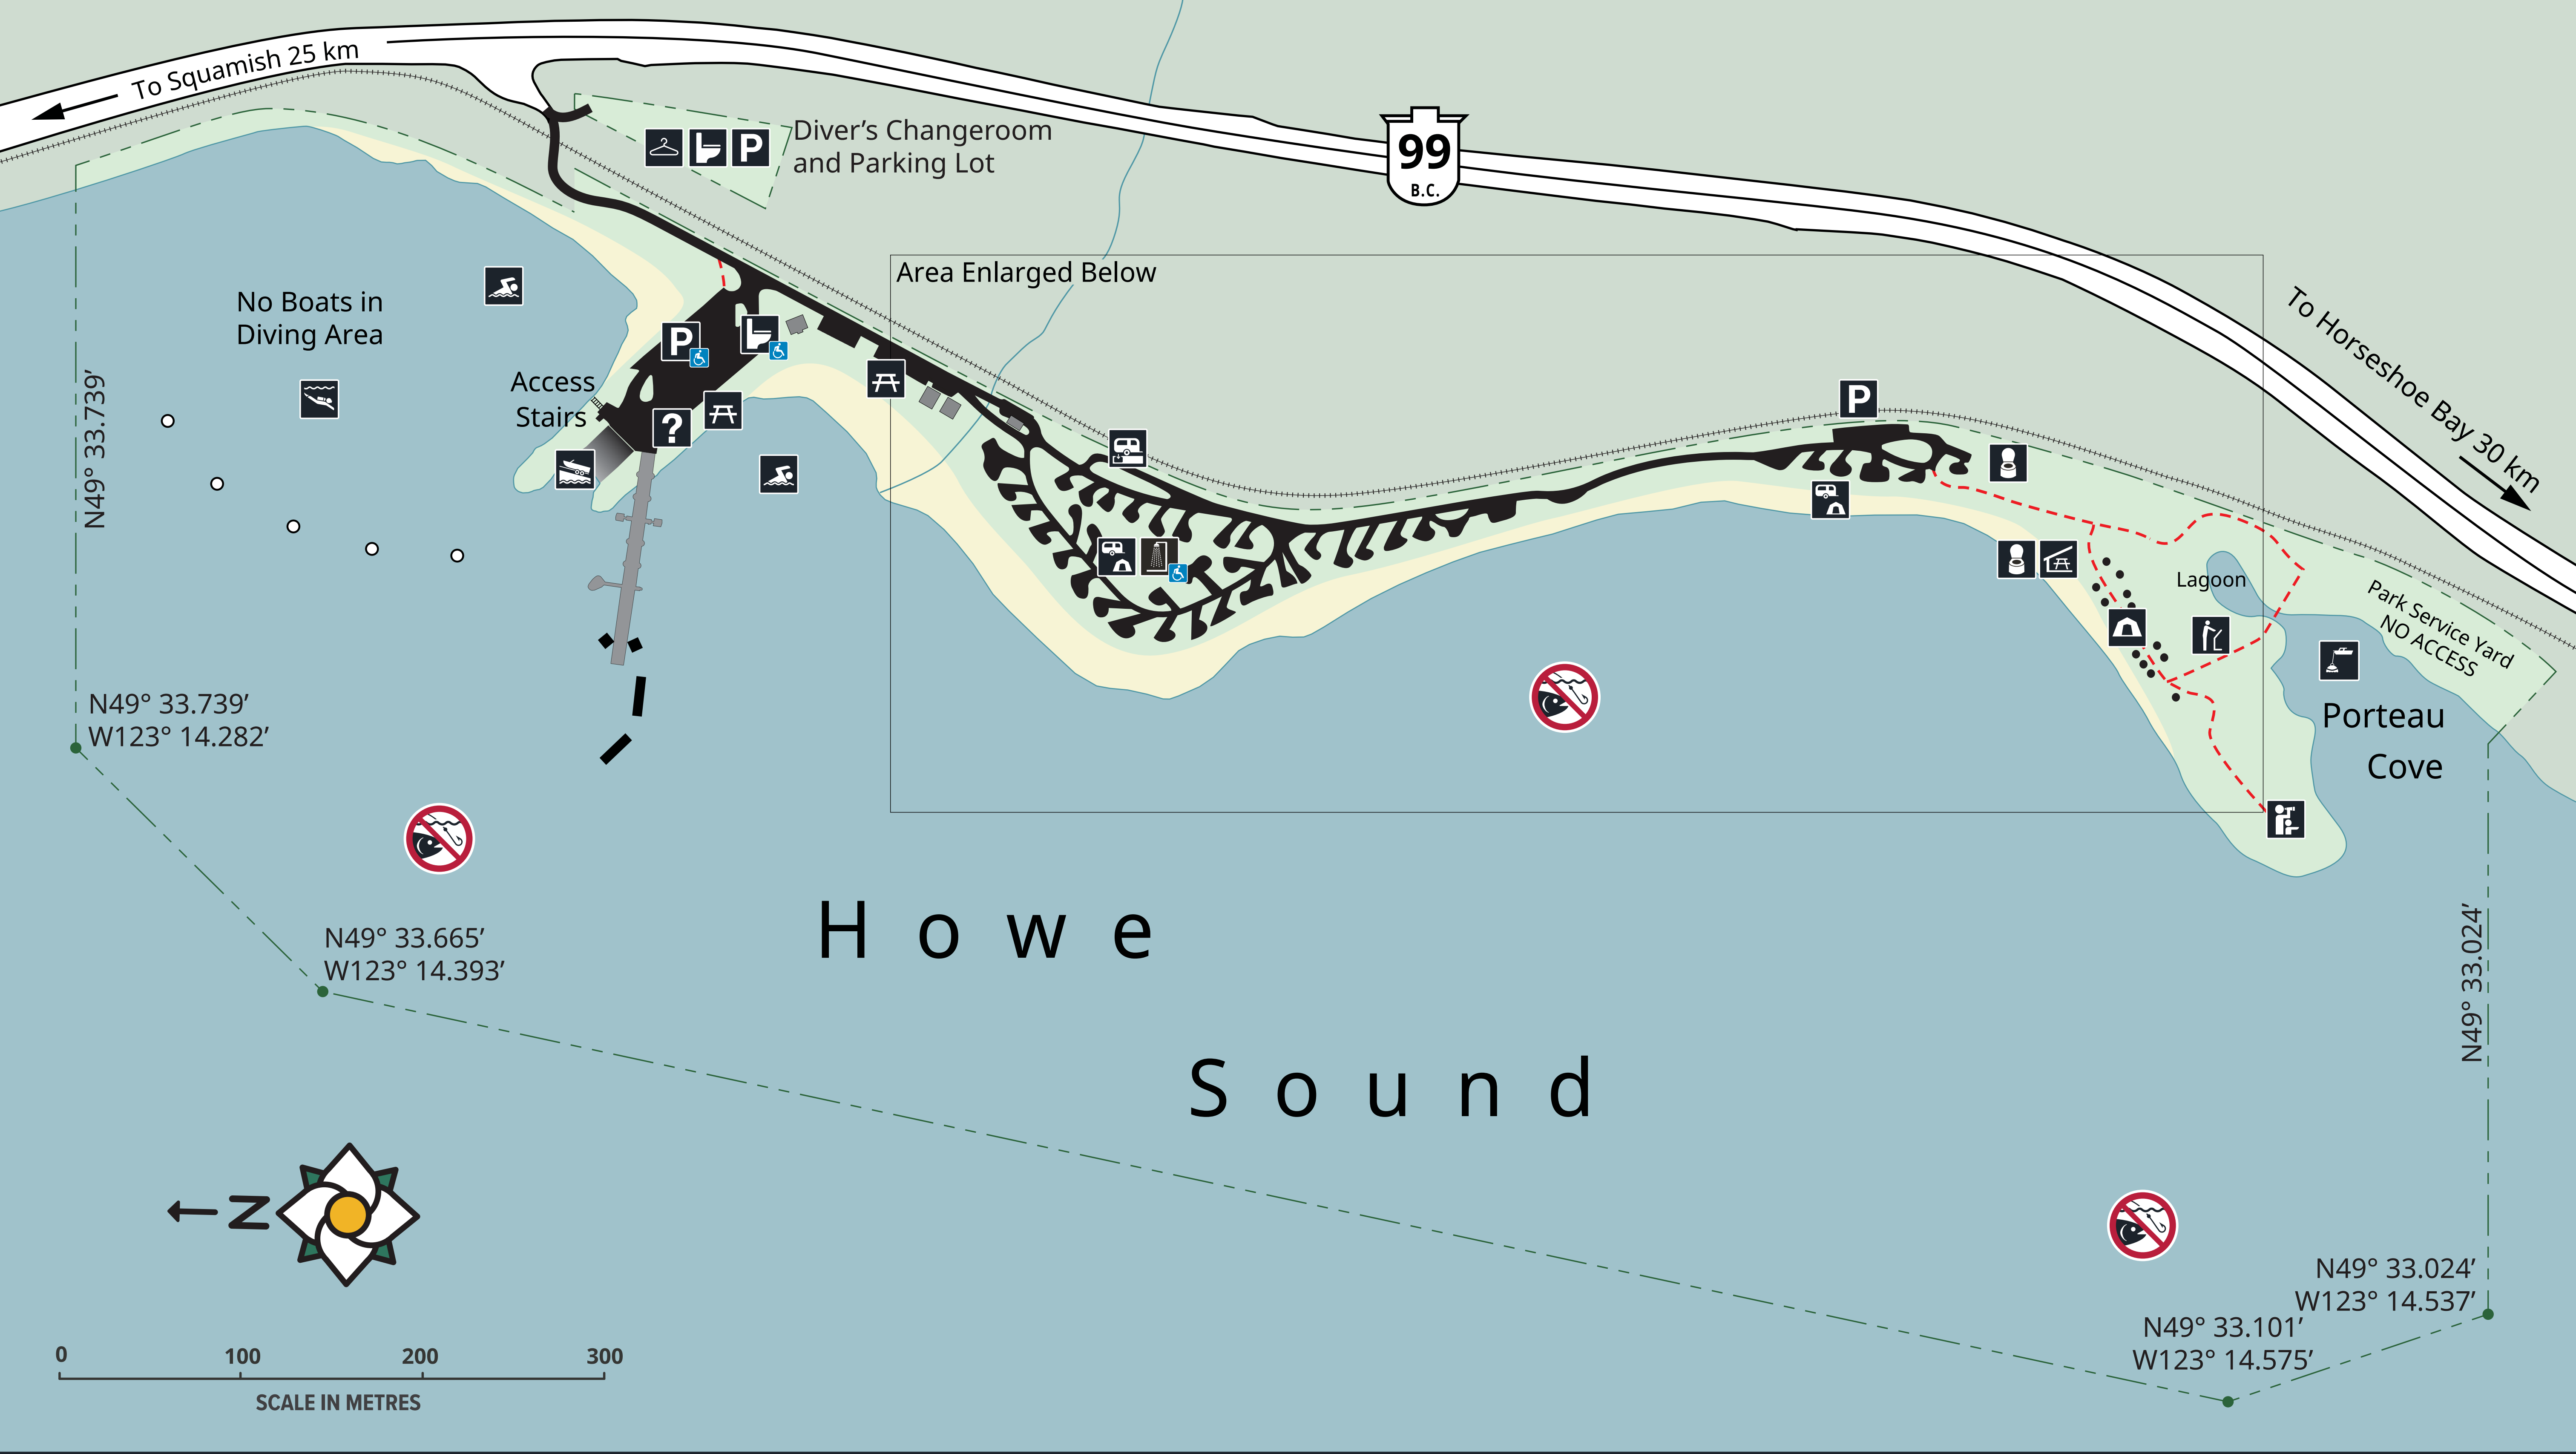 To Squamish 25 km
Diver’s Changeroom
and Parking Lot
P
99
B.C.
Area Enlarged Below
To Horseshoe Bay 30 km
No Boats in
Diving Area
P
Access
Stairs
?
P
N49° 33.739’
Lagoon
Park Service Yard
NO ACCESS
N49° 33.739’
W123° 14.282’
Porteau
Cove
N49° 33.665’
W123° 14.393’
Howe
Sound
N49° 33.024’
N
N49° 33.024’
W123° 14.537’
N49° 33.101’
W123° 14.575’
0 100 200 300
SCALE IN METRES